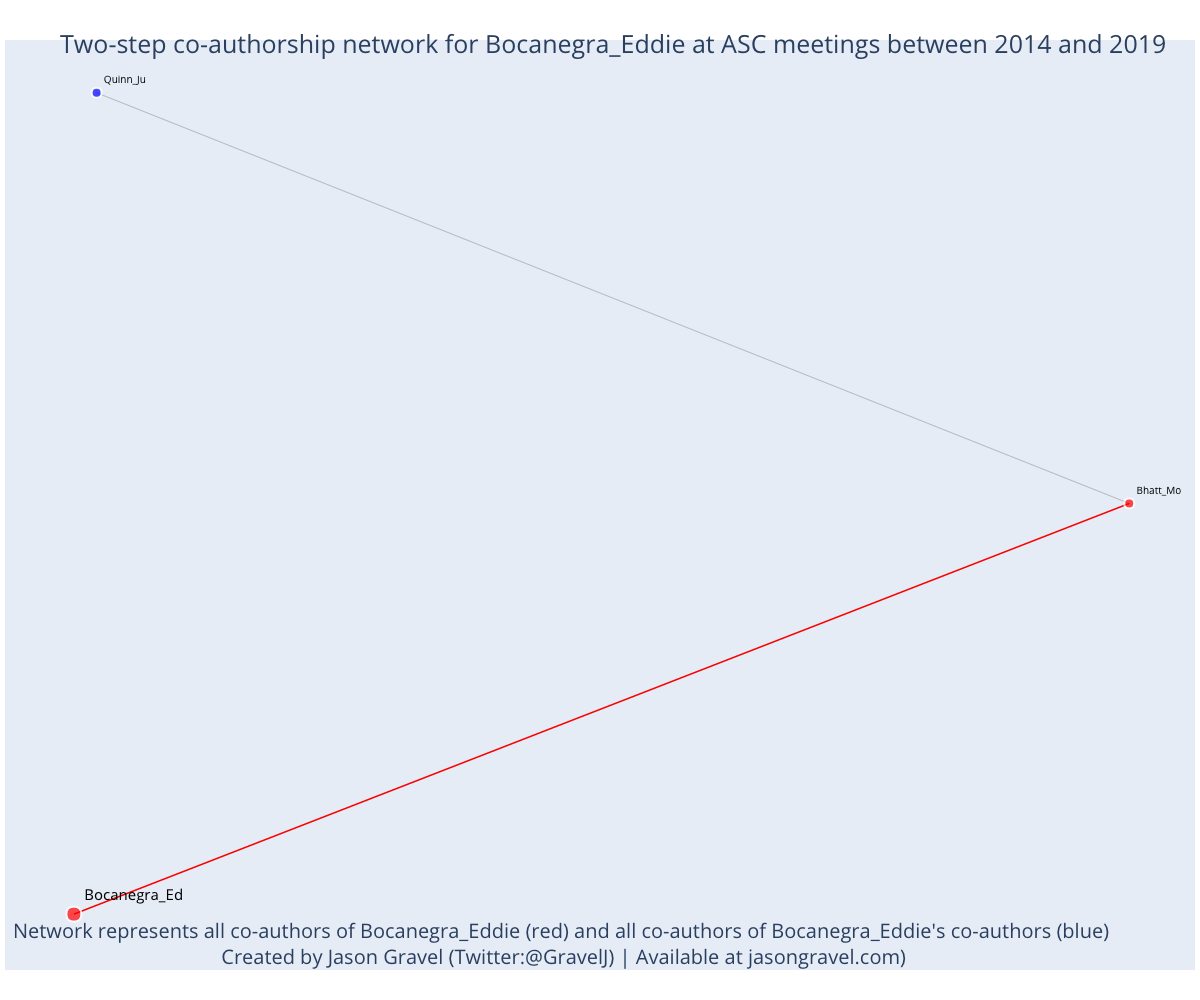 Two-step co-authorship network for Bocanegra_Eddie at ASC meetings between 2014 and 2019
Quinn_Ju
Bhatt_Mo
Bocanegra_Ed
Network represents all co-authors of Bocanegra_Eddie (red) and all co-authors of Bocanegra_Eddie's co-authors (blue)
Created by Jason Gravel (Twitter:@GravelJ) | Available at jasongravel.com)